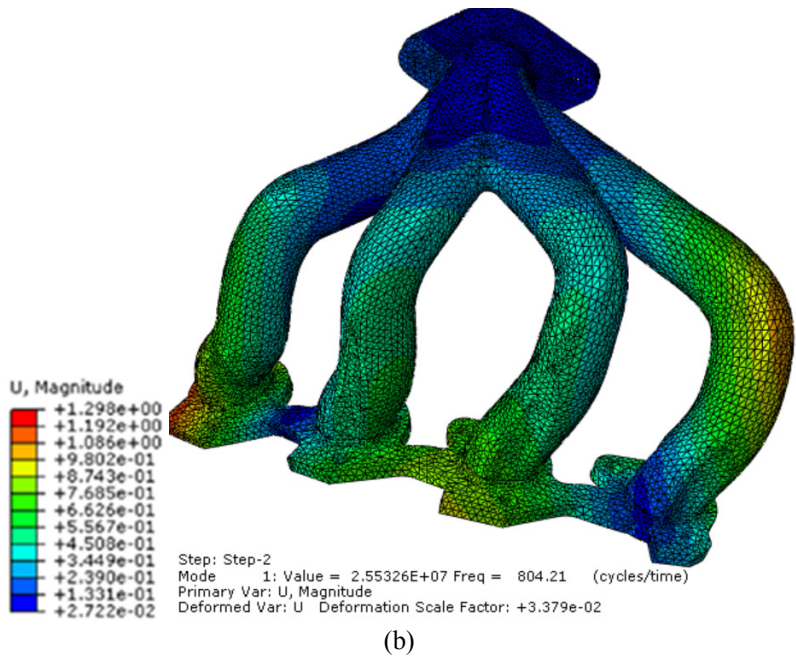 U, Magnitude
+1.298e+00
+1.192e+00
+1.086e+00
+9.802e-01
+8.743e-01
+7.685e-01
+6.626e-01
+5.567e-01
+4.508e-01
+3.449e-01
+2.390e-01
+1.331e-01
+2.722e-02
Step: Step-2
Mode 1: Value = 2.55326E+07 Freq = 804.21 (cycles/time)
Primary Var: U, Magnitude
Deformed Var: U Deformation Scale Factor: +3.379e-02
(b)